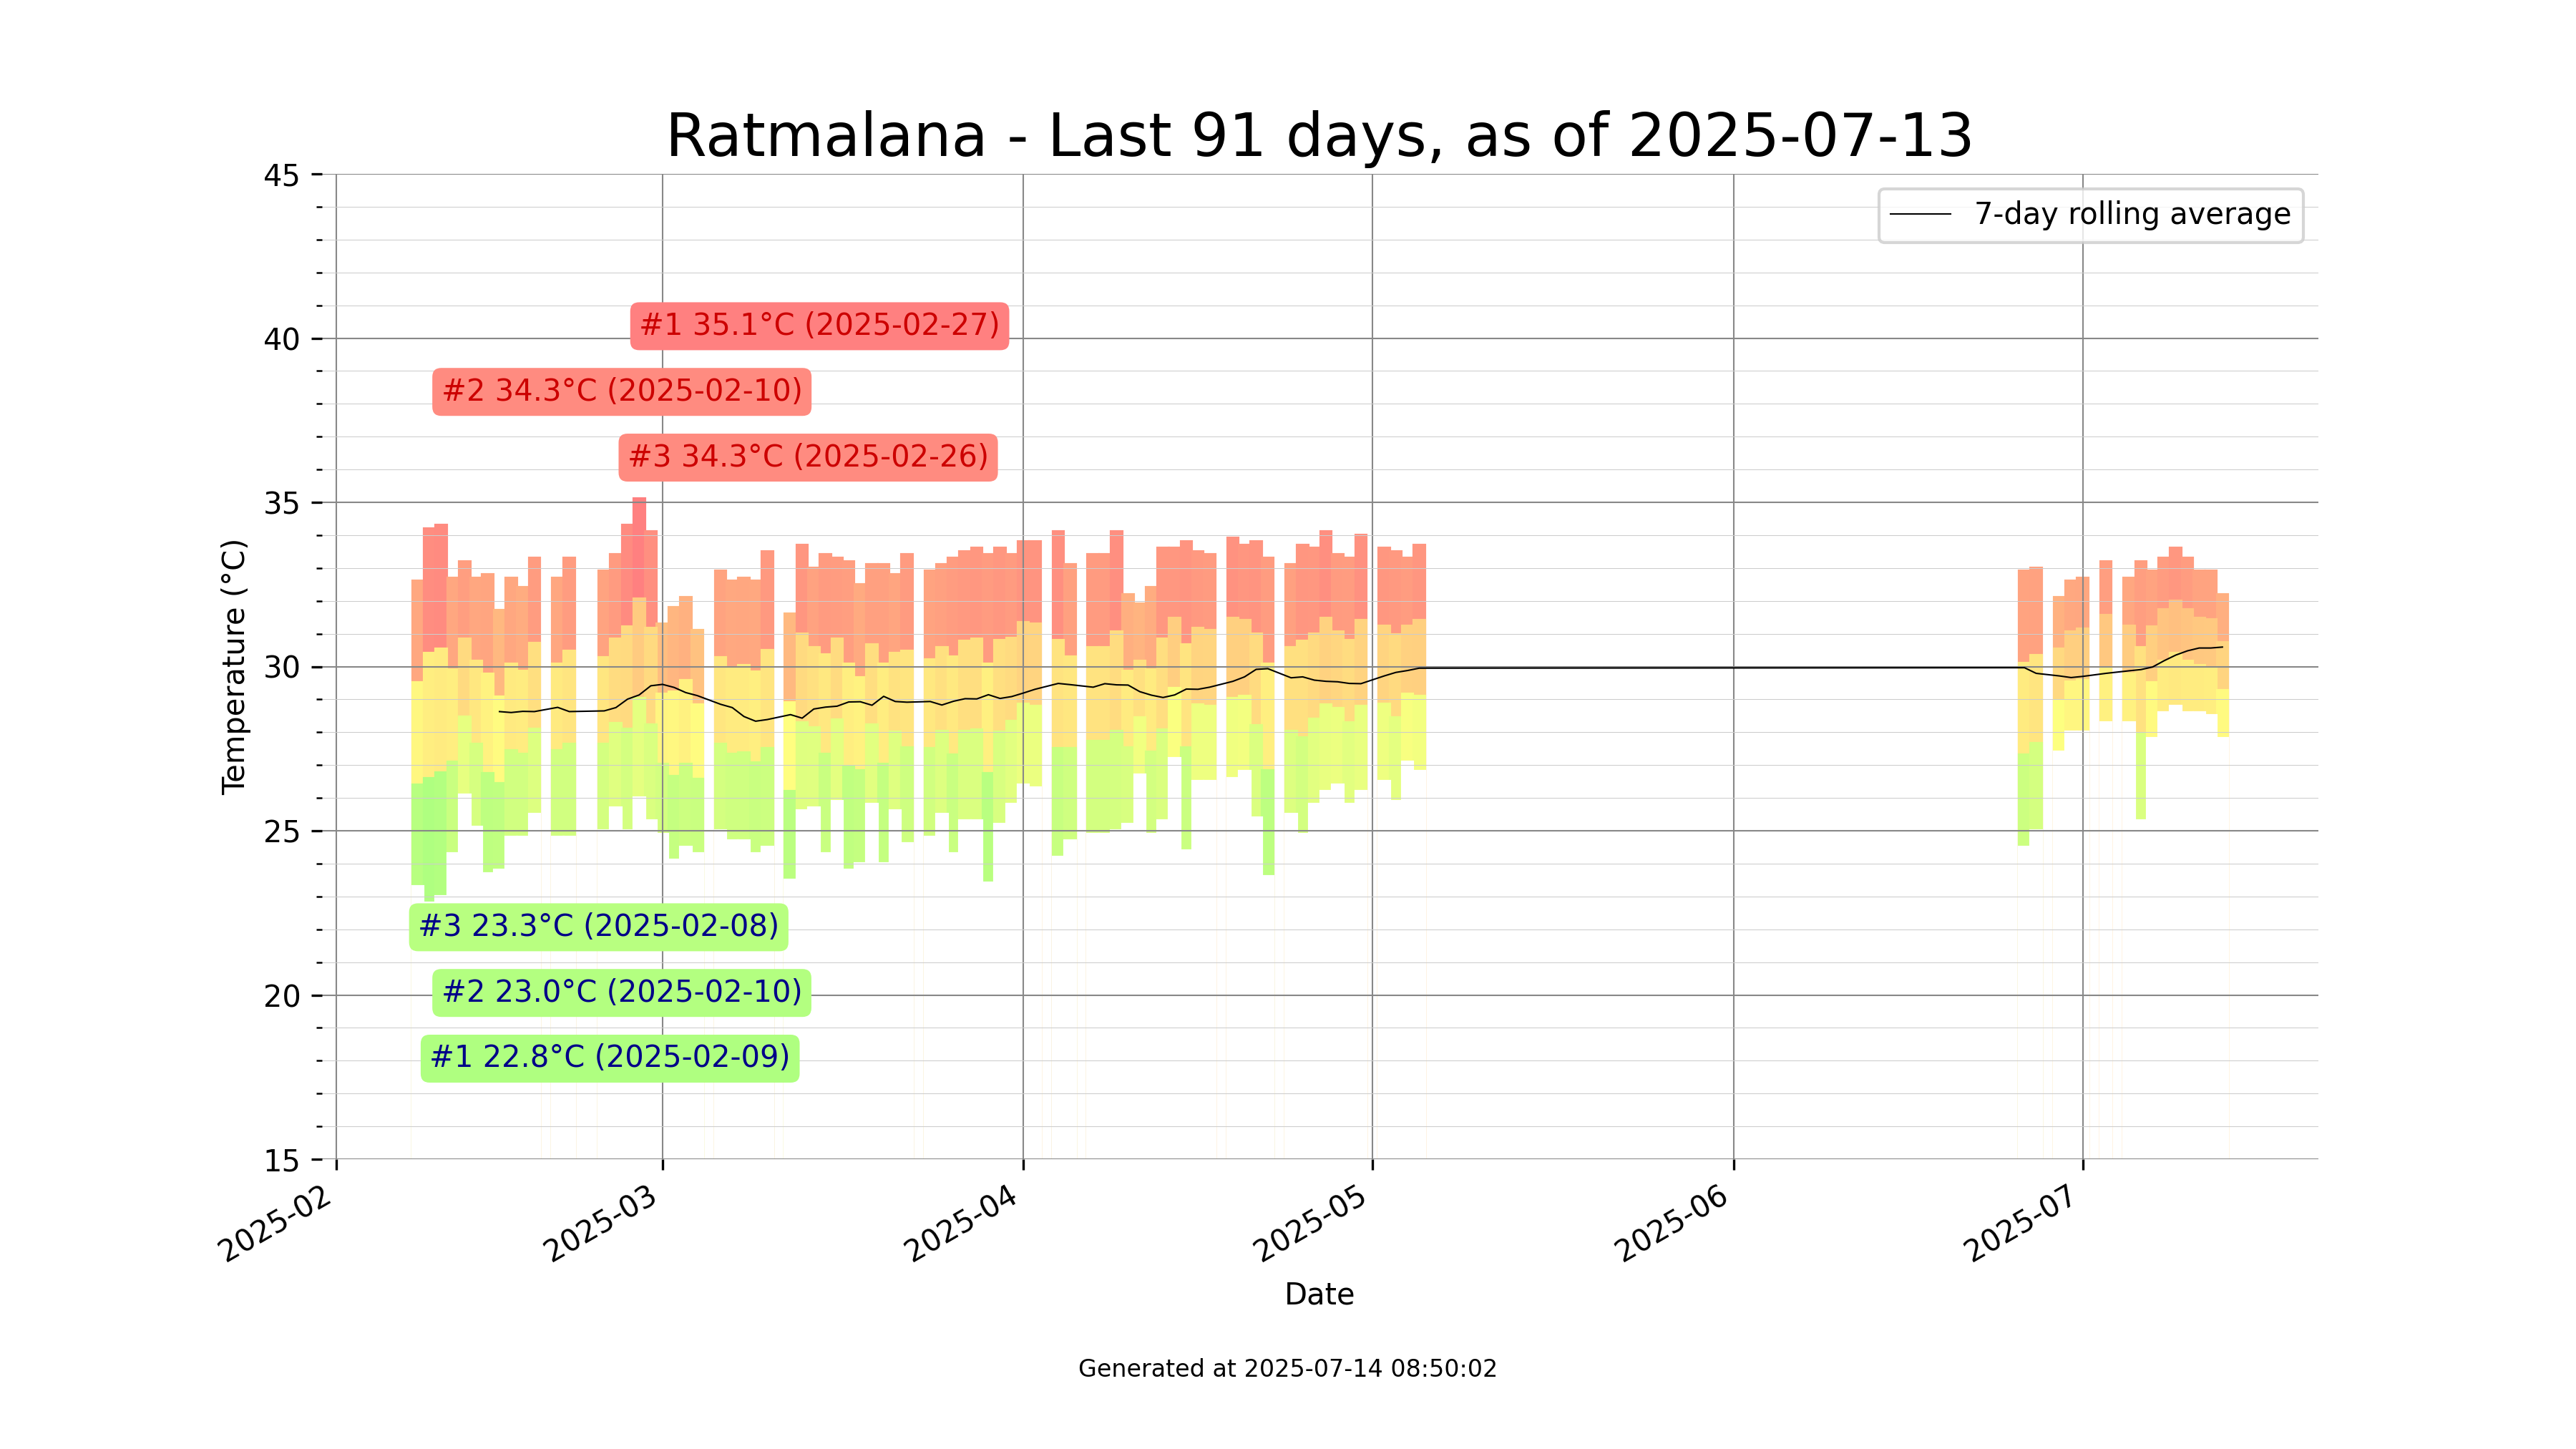 Ratmalana - Last 91 days, as of 2025-07-13
45
40
35
30
25
20
15
Temperature (°C)
7-day rolling average
#1 35.1°C (2025-02-27)
#2 34.3°C (2025-02-10)
#3 34.3°C (2025-02-26)
#3 23.3°C (2025-02-08)
#2 23.0°C (2025-02-10)
#1 22.8°C (2025-02-09)
2025-02
2025-03
2025-04
2025-05
2025-06
2025-07
Date
Generated at 2025-07-14 08:50:02